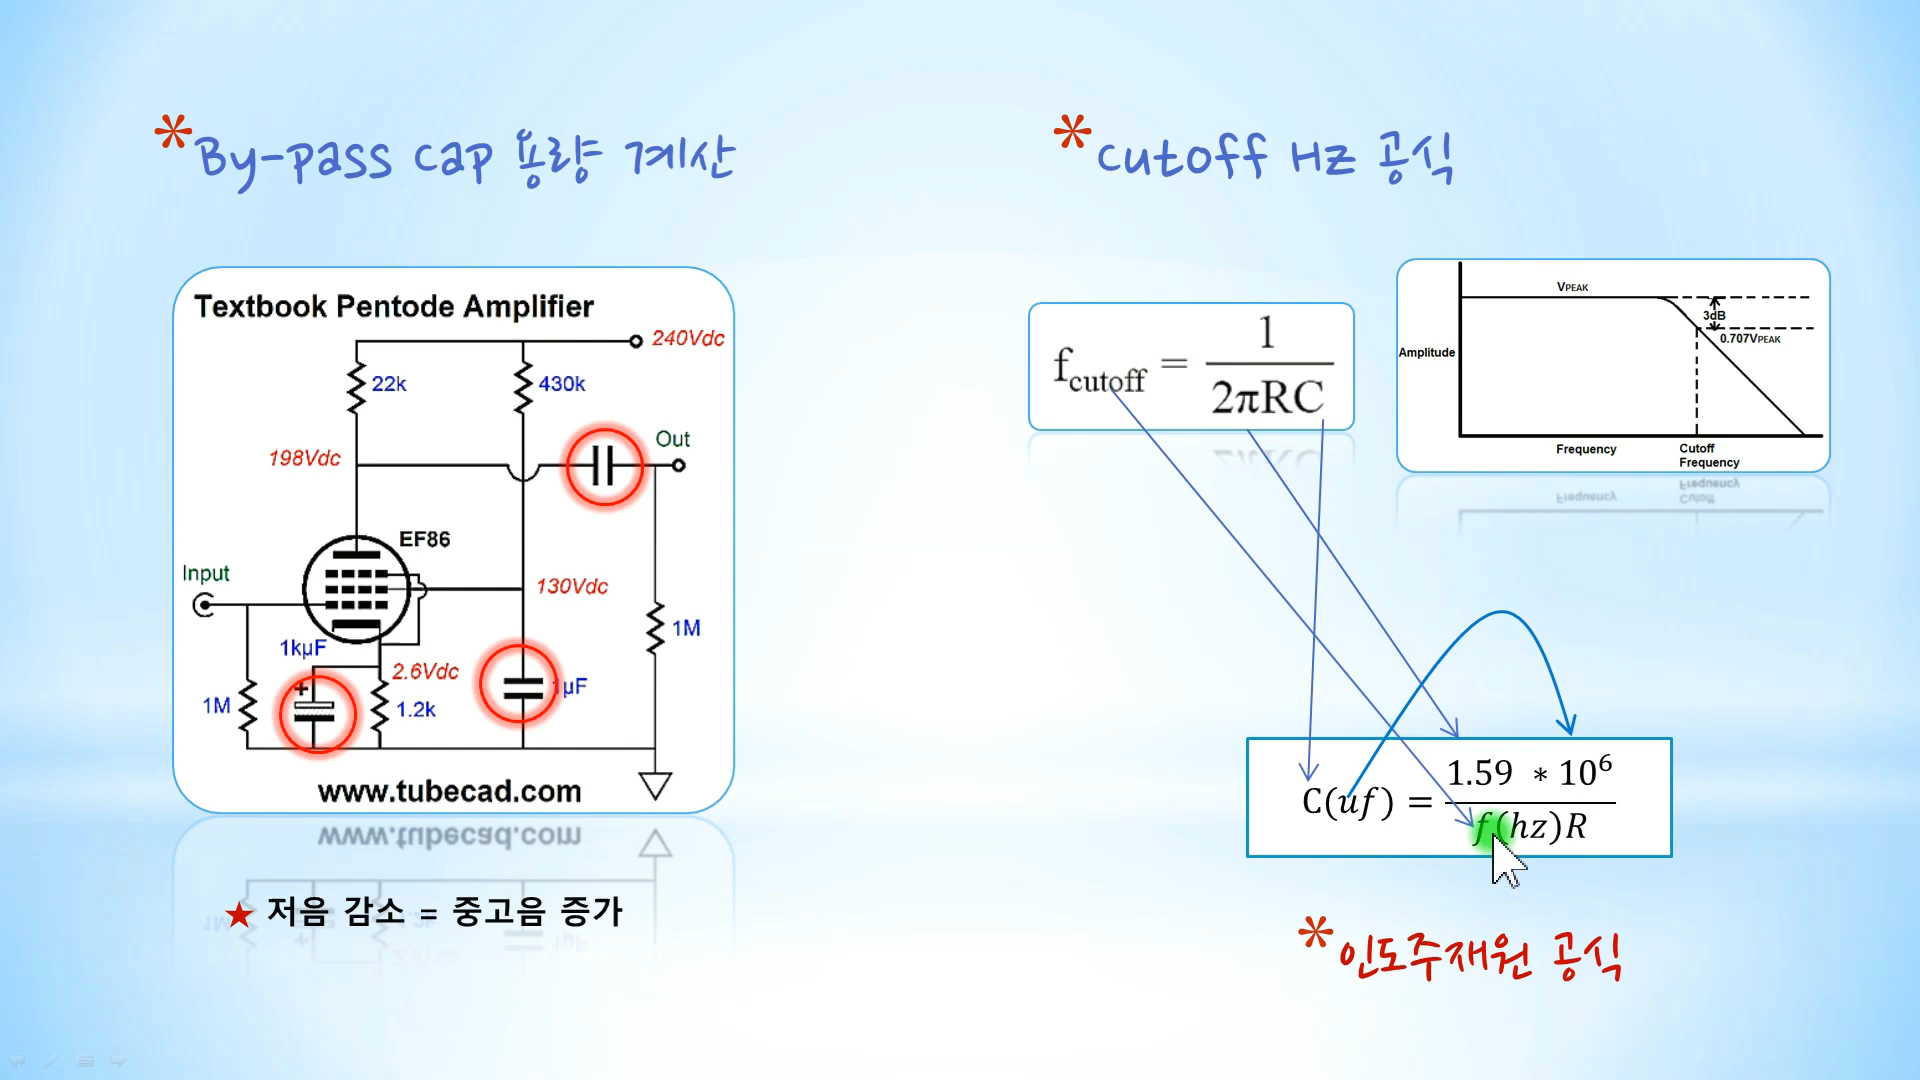 *By-pass cap 용량 계산
*cutoff Hz 공식
Textbook Pentode Amplifier
240Vdc
22k
430k
Out
198Vdc
EF86
Input
130Vdc
1M
1kµF
2.6Vdc
+
1M
1.2k
1µF
www.tubecad.com
★ 저음 감소 = 중고음 증가
f_cutoff = 1 / 2πRC
VPEAK
3dB
0.707VPEAK
Amplitude
Frequency
Cutoff
Frequency
C(uf) = 1.59 * 10^6 / f(hz)R
*인도주재원 공식